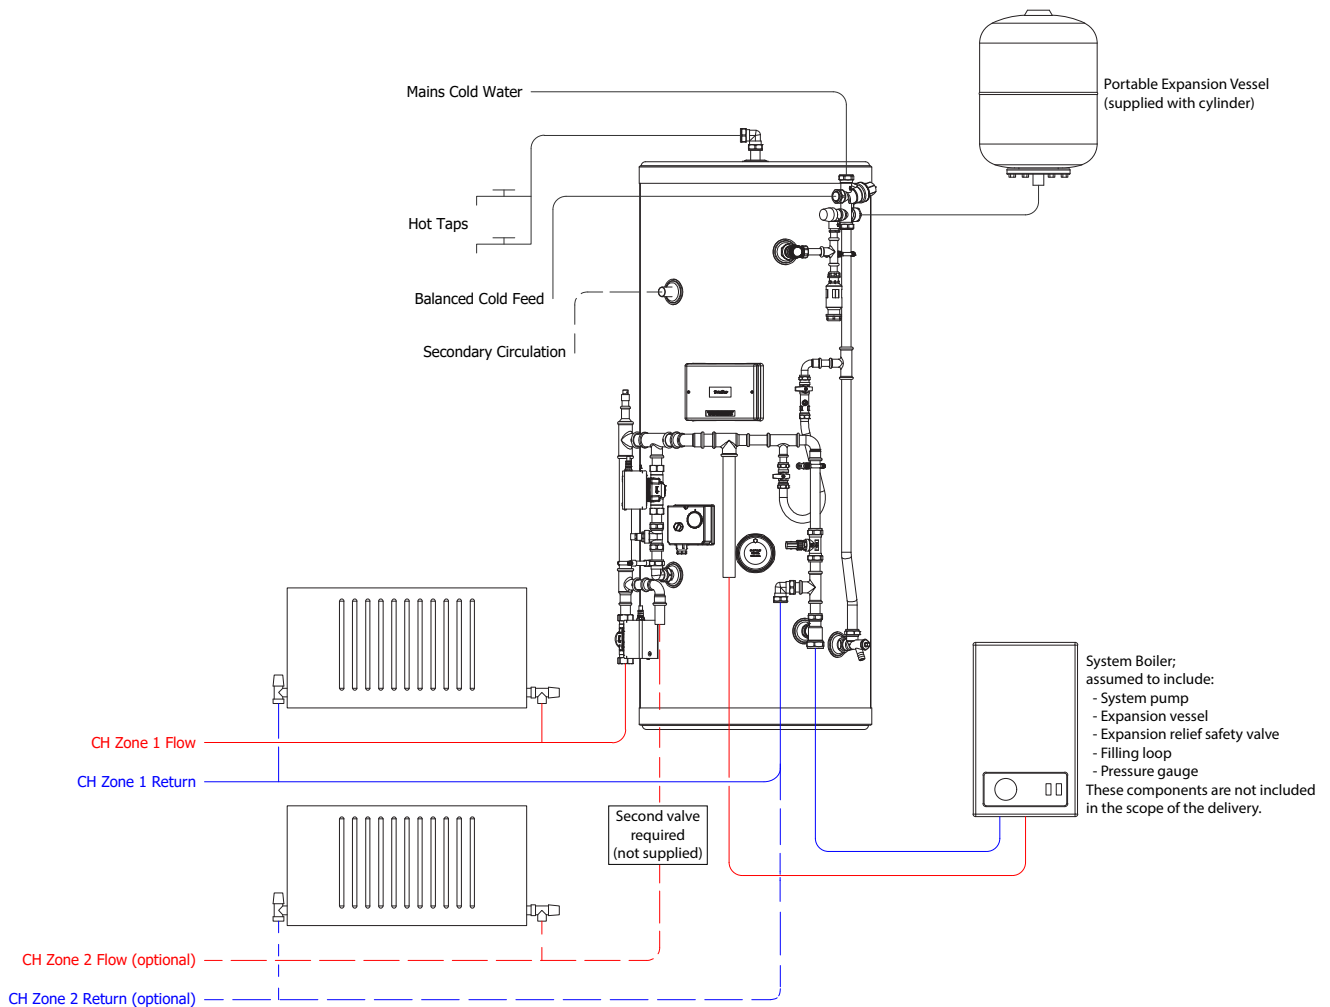 Mains Cold Water
Portable Expansion Vessel
(supplied with cylinder)
Hot Taps
Balanced Cold Feed
Secondary Circulation
System Boiler;
assumed to include:
- System pump
- Expansion vessel
- Expansion relief safety valve
- Filling loop
- Pressure gauge
These components are not included
in the scope of the delivery.
CH Zone 1 Flow
CH Zone 1 Return
Second valve
required
(not supplied)
CH Zone 2 Flow (optional)
CH Zone 2 Return (optional)